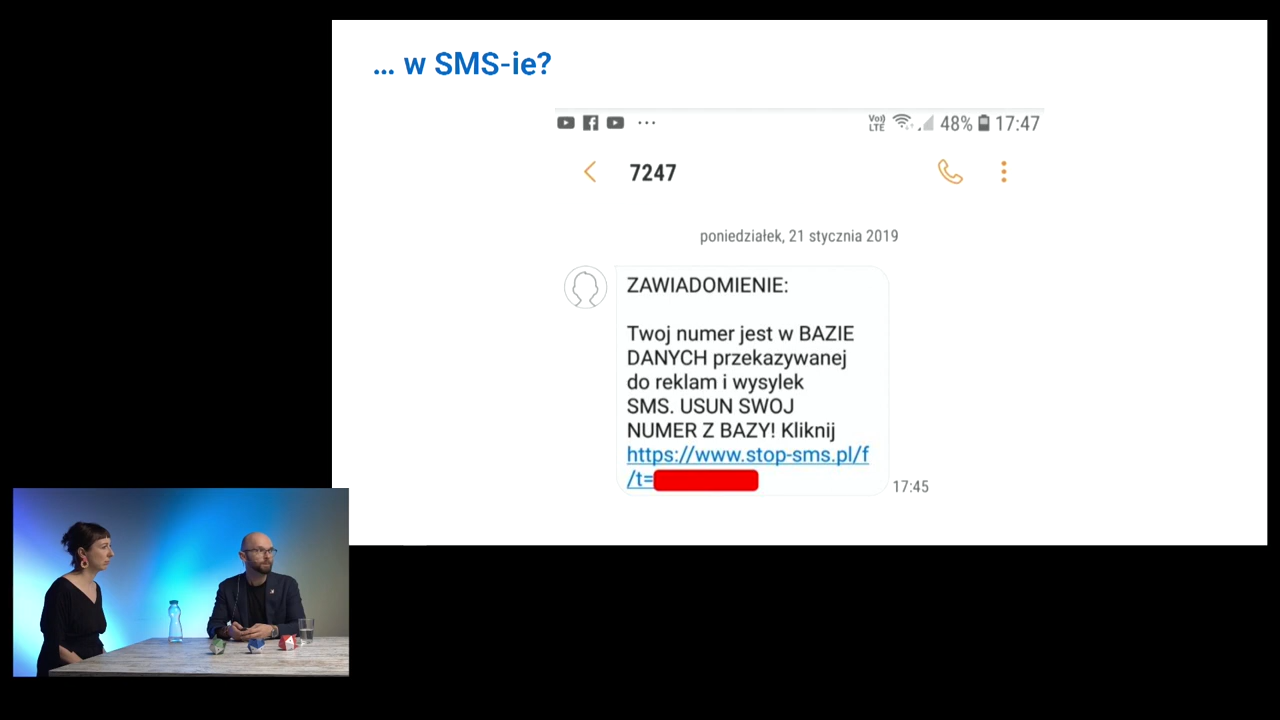 ... w SMS-ie?
Vo)) LTE 48% 17:47
7247
poniedziałek, 21 stycznia 2019
ZAWIADOMIENIE:
Twoj numer jest w BAZIE
DANYCH przekazywanej
do reklam i wysylek
SMS. USUN SWOJ
NUMER Z BAZY! Kliknij
https://www.stop-sms.pl/f
/t=
17:45